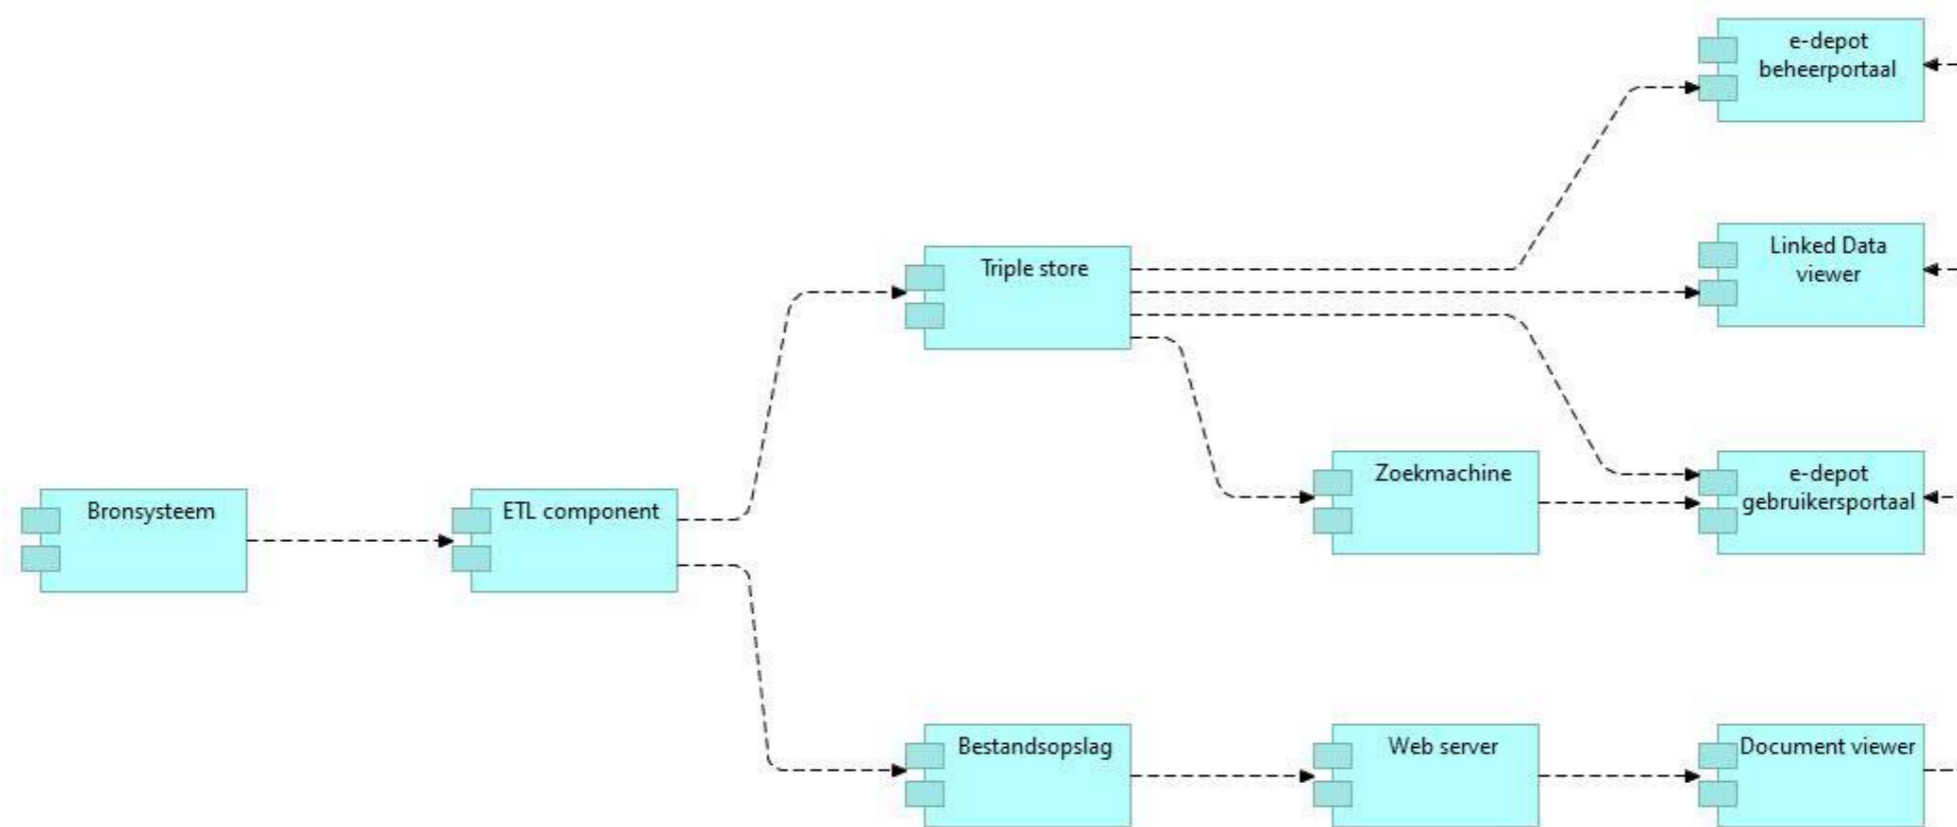 e-depot
beheerportaal
Linked Data
viewer
Triple store
Zoekmachine
e-depot
gebruikersportaal
Bronsysteem
ETL component
Bestandsopslag
Web server
Document viewer